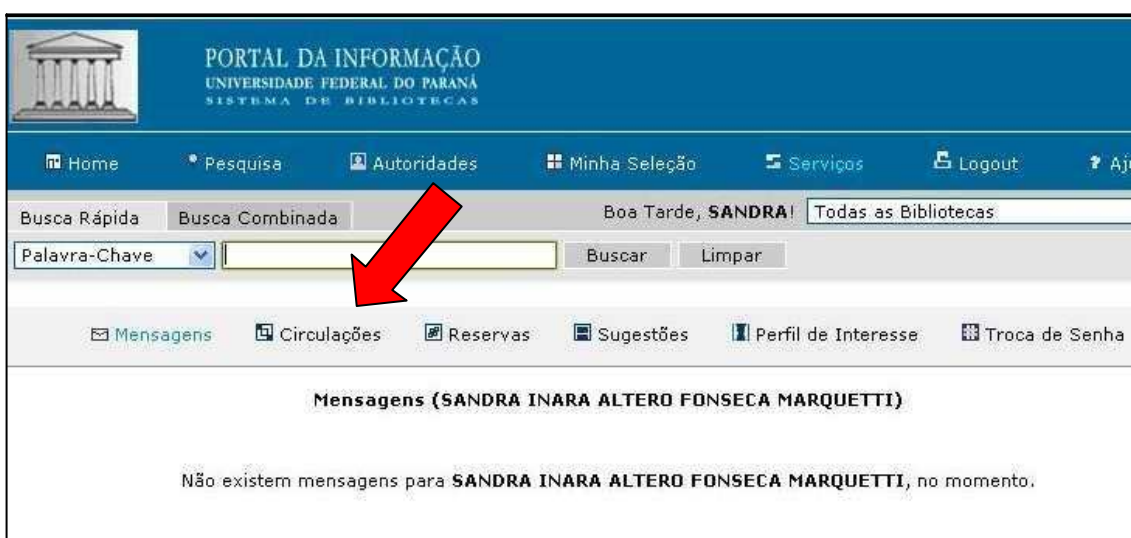 PORTAL DA INFORMAÇÃO
UNIVERSIDADE FEDERAL DO PARANÁ
SISTEMA DE BIBLIOTECAS
Home Pesquisa Autoridades Minha Seleção Serviços Logout ? Aj
Busca Rápida Busca Combinada Boa Tarde, SANDRA! Todas as Bibliotecas
Palavra-Chave Buscar Limpar
Mensagens Circulações Reservas Sugestões Perfil de Interesse Troca de Senha
Mensagens (SANDRA INARA ALTERO FONSECA MARQUETTI)
Não existem mensagens para SANDRA INARA ALTERO FONSECA MARQUETTI, no momento.